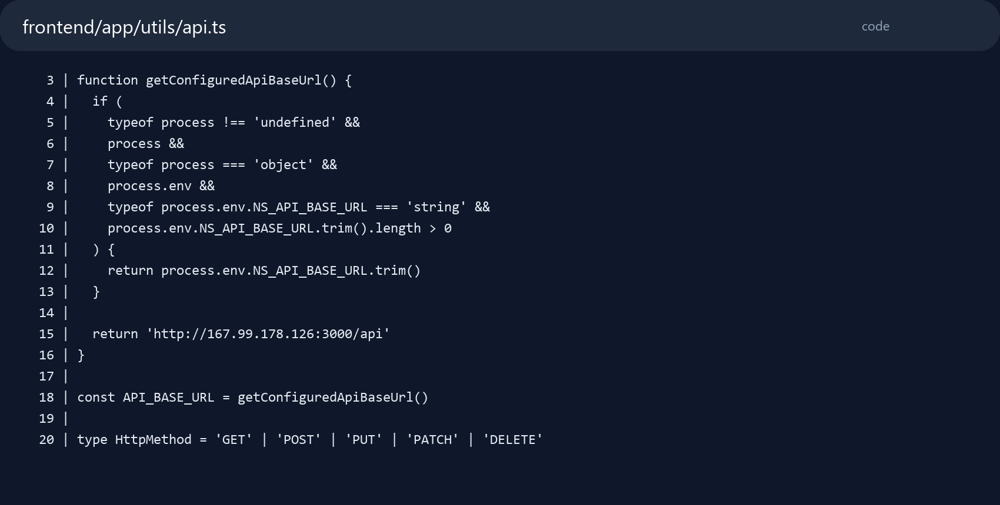 frontend/app/utils/api.ts
code
3 | function getConfiguredApiBaseUrl() {
4 |   if (
5 |     typeof process !== 'undefined' &&
6 |     process &&
7 |     typeof process === 'object' &&
8 |     process.env &&
9 |     typeof process.env.NS_API_BASE_URL === 'string' &&
10 |     process.env.NS_API_BASE_URL.trim().length > 0
11 |   ) {
12 |     return process.env.NS_API_BASE_URL.trim()
13 |   }
14 |
15 |   return 'http://167.99.178.126:3000/api'
16 | }
17 |
18 | const API_BASE_URL = getConfiguredApiBaseUrl()
19 |
20 | type HttpMethod = 'GET' | 'POST' | 'PUT' | 'PATCH' | 'DELETE'